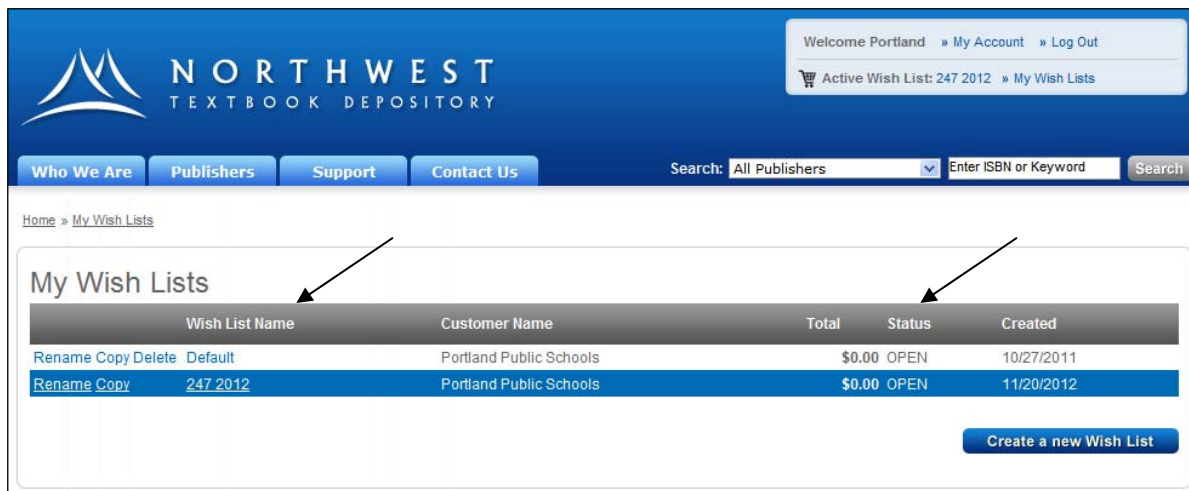 Welcome Portland » My Account » Log Out
NORTHWEST
TEXTBOOK DEPOSITORY
Active Wish List: 247 2012 » My Wish Lists
Who We Are Publishers Support Contact Us Search: All Publishers Enter ISBN or Keyword Search
Home » My Wish Lists
My Wish Lists
Wish List Name Customer Name Total Status Created
Rename Copy Delete Default Portland Public Schools $0.00 OPEN 10/27/2011
Rename Copy 247 2012 Portland Public Schools $0.00 OPEN 11/20/2012
Create a new Wish List